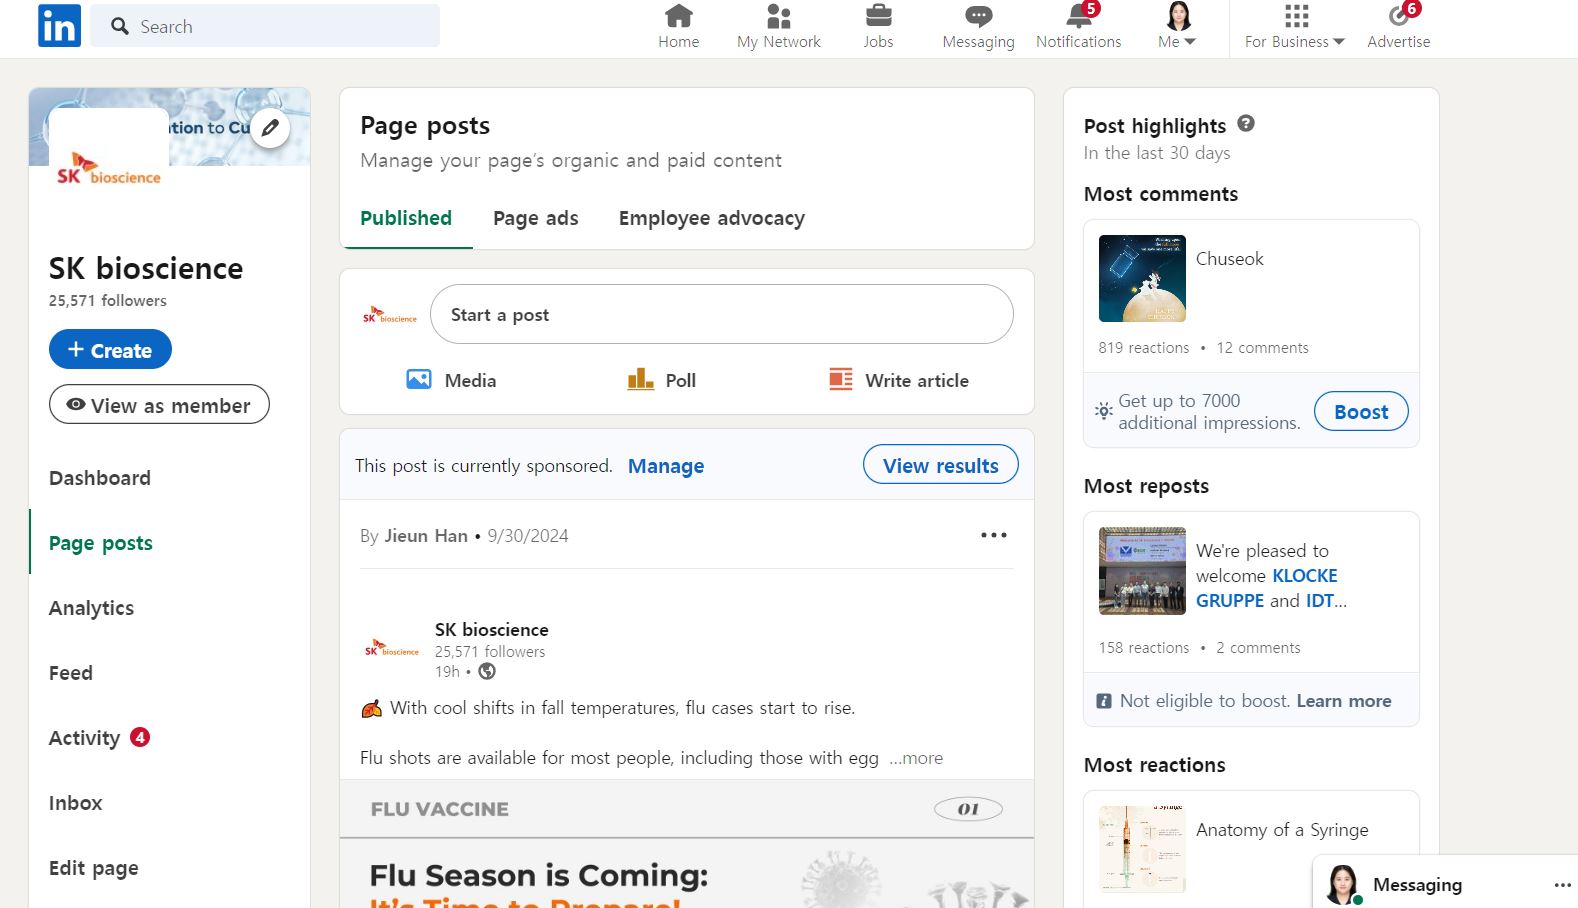 in
Search
Home
My Network
Jobs
Messaging
5
Notifications
Me
For Business
6
Advertise
ation to Cu
SK bioscience
SK bioscience
25,571 followers
+ Create
View as member
Dashboard
Page posts
Analytics
Feed
Activity 4
Inbox
Edit page
Page posts
Manage your page's organic and paid content
Published
Page ads
Employee advocacy
SK bioscience
Start a post
Media
Poll
Write article
This post is currently sponsored. Manage
View results
By Jieun Han • 9/30/2024
SK bioscience
SK bioscience
25,571 followers
19h •
With cool shifts in fall temperatures, flu cases start to rise.
Flu shots are available for most people, including those with egg ...more
FLU VACCINE
01
Flu Season is Coming:
It's Time to Prepare!
Post highlights
In the last 30 days
Most comments
Chuseok
819 reactions • 12 comments
Get up to 7000
additional impressions.
Boost
Most reposts
We're pleased to
welcome KLOCKE
GRUPPE and IDT...
158 reactions • 2 comments
Not eligible to boost. Learn more
Most reactions
a Syringe
Anatomy of a Syringe
Messaging